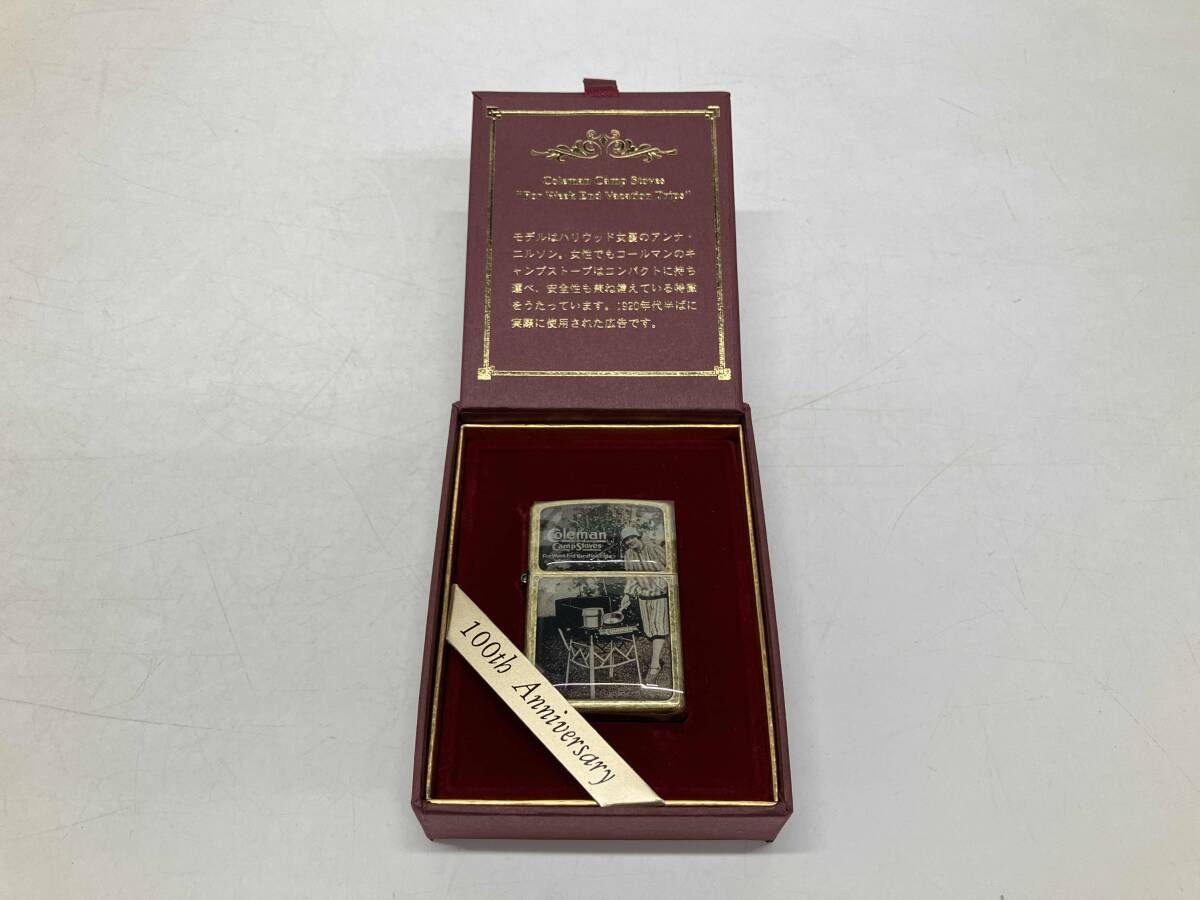 Coleman Camp Stoves
"For Week End Vacation Trips"
モデルはハリウッド女優のアンナ・
ニルソン。女性でもコールマンのキ
ャンプストーブはコンパクトに持ち
運べ、安全性も兼ね備えている特徴
をうたっています。1920年代半ばに
実際に使用された広告です。
Coleman
Camp Stoves
For Week End Vacation Trips
100th Anniversary